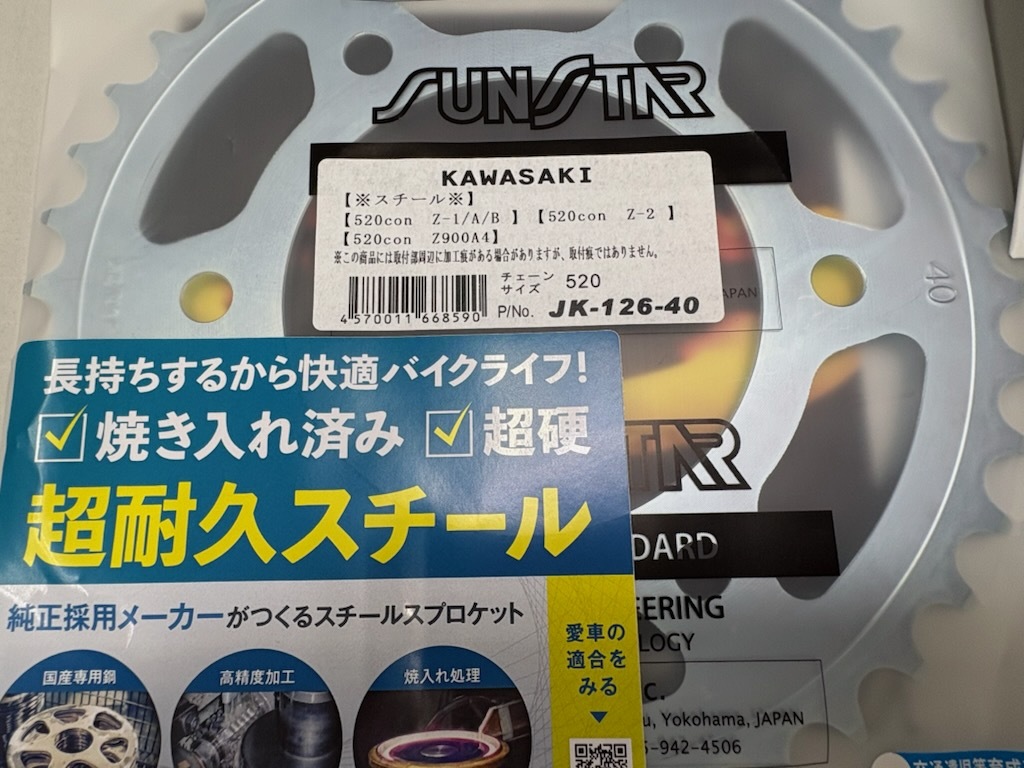 SUNSTAR
KAWASAKI
【※スチール※】
【520con Z-1/A/B 】【520con Z-2 】
【520con Z900A4】
※この商品には取付部周辺に加工痕がある場合がありますが、取付痕ではありません。
チェーン
サイズ 520
4570011668590 P/No. JK-126-40
JAPAN
40
長持ちするから快適バイクライフ!
焼き入れ済み 超硬
超耐久スチール
TAR
DARD
EERING
LOGY
純正採用メーカーがつくるスチールスプロケット
国産専用鋼 高精度加工 焼入れ処理
愛車の
適合を
みる
C.
u, Yokohama, JAPAN
5-942-4506